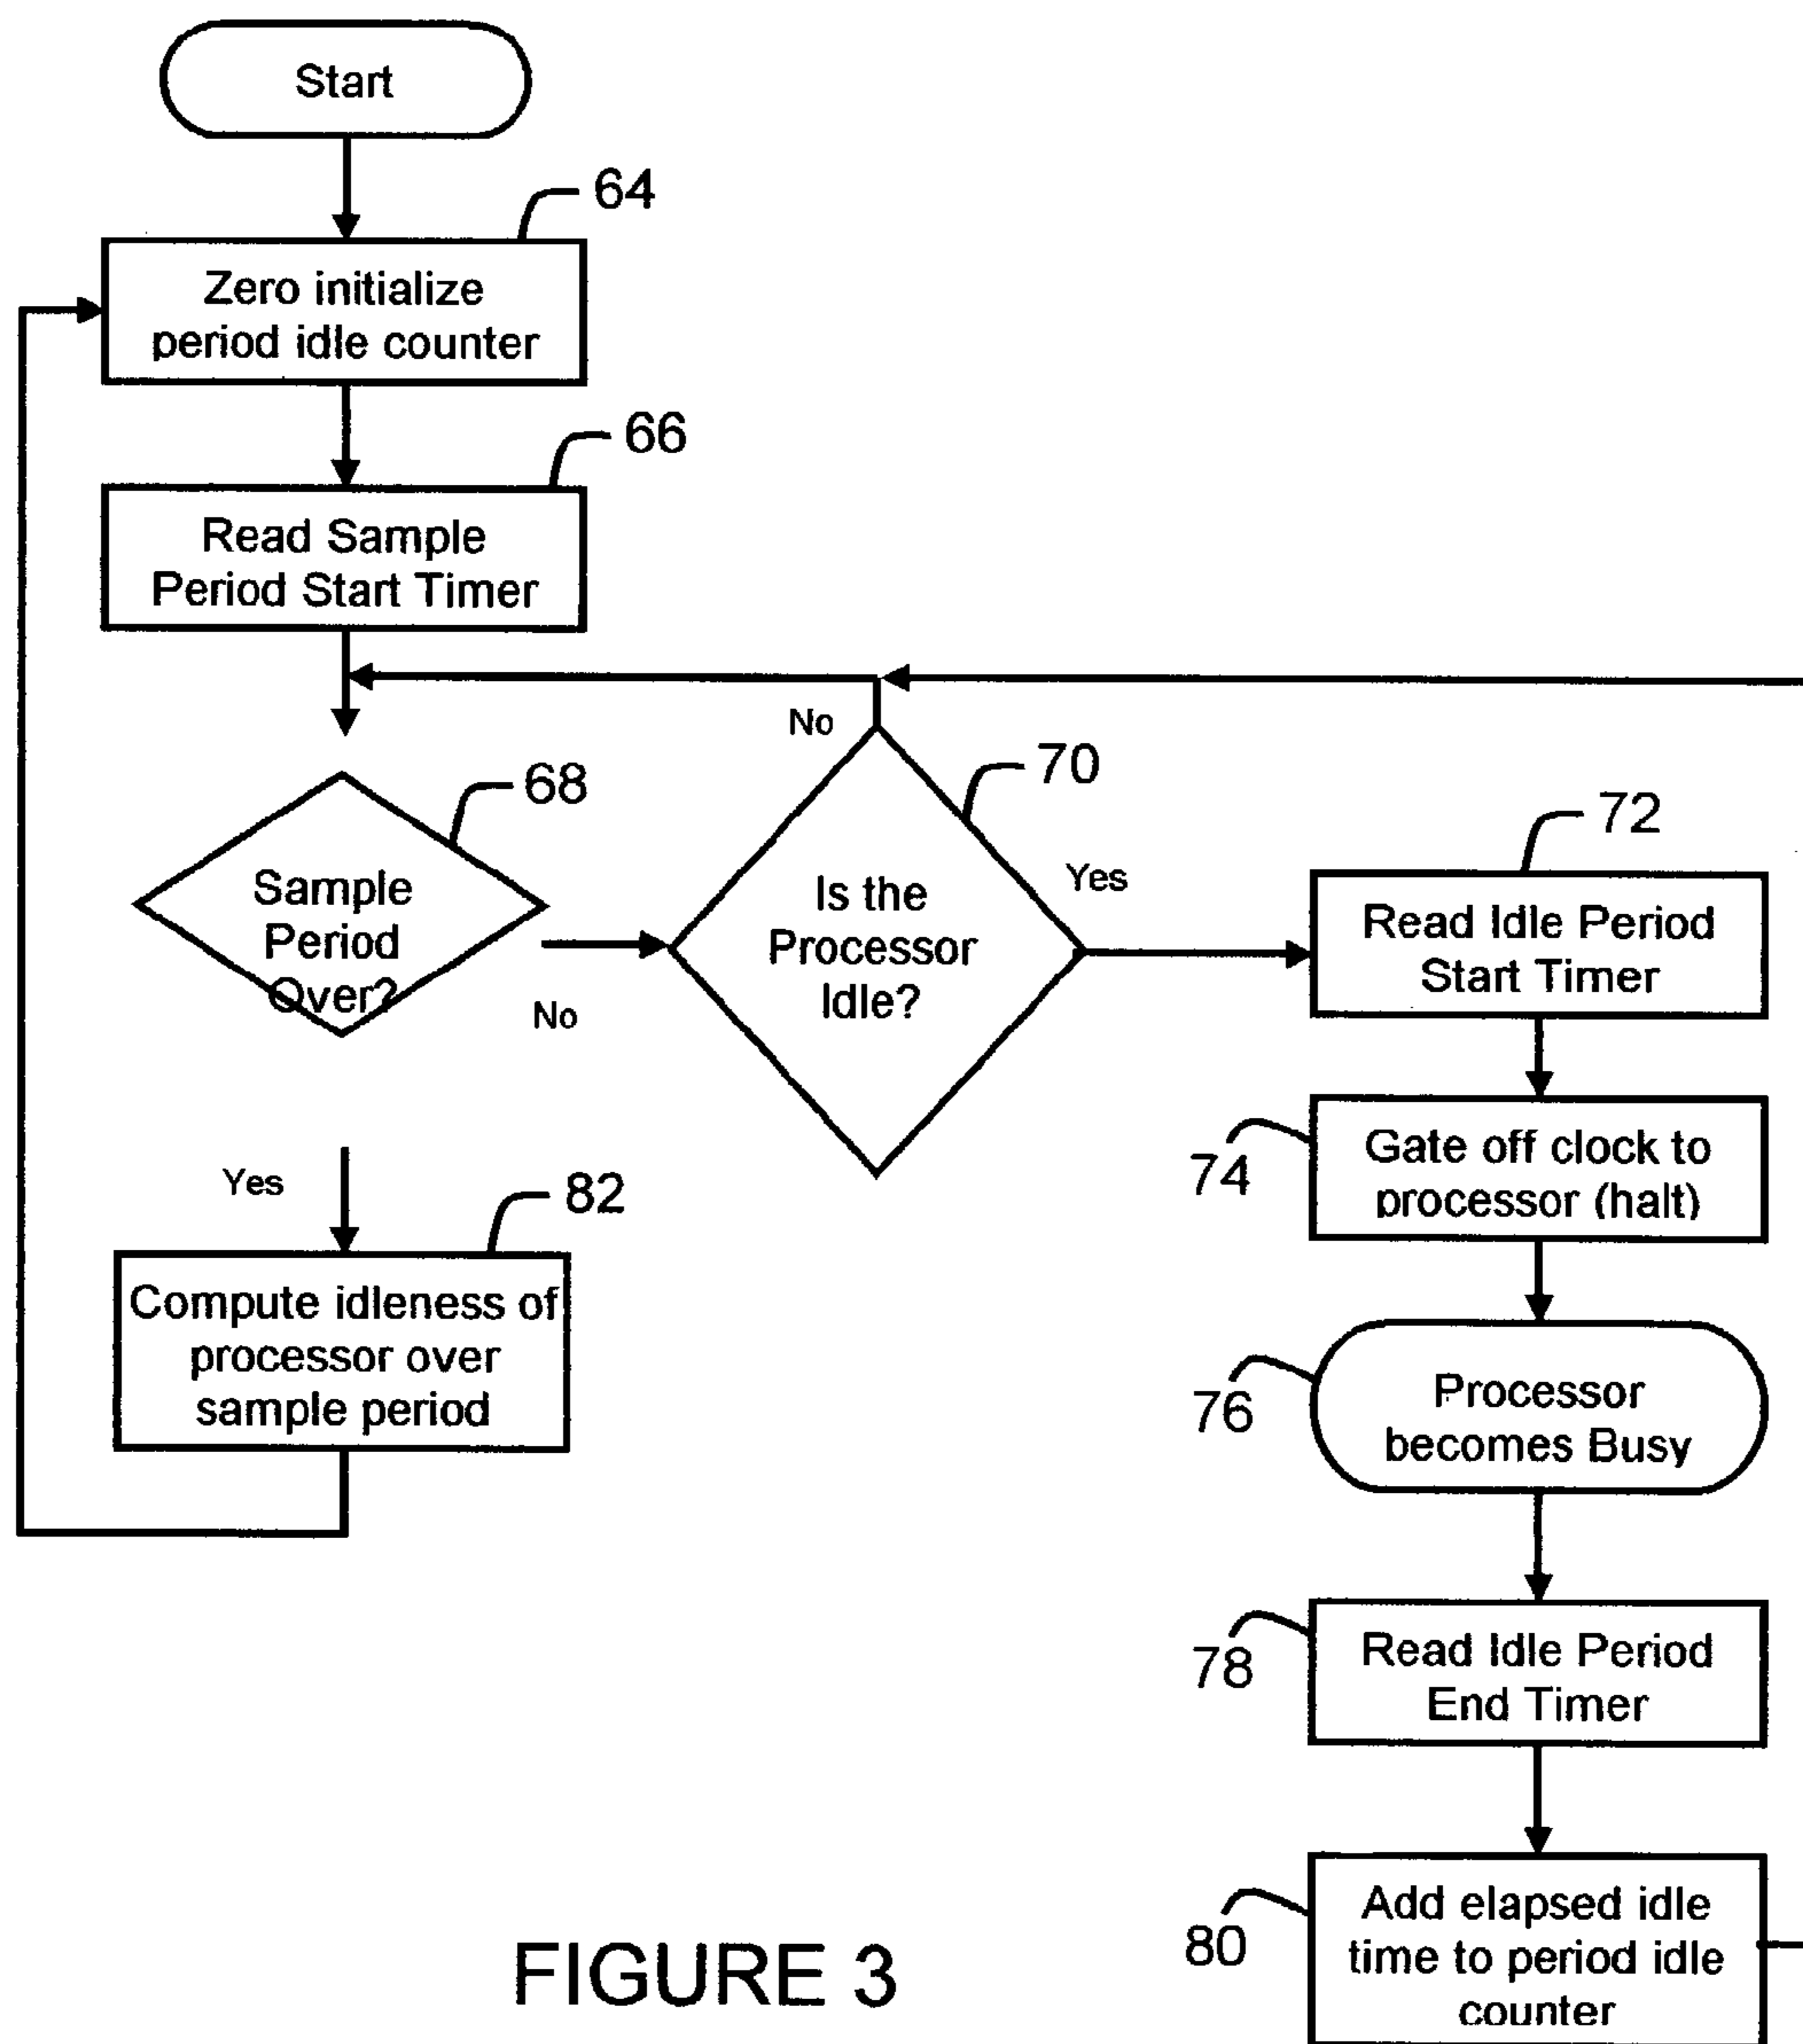 Start
64
Zero initialize
period idle counter
66
Read Sample
Period Start Timer
No
68
Sample
Period
Over?
No
70
Is the
Processor
Idle?
Yes
72
Read Idle Period
Start Timer
74
Gate off clock to
processor (halt)
76
Processor
becomes Busy
78
Read Idle Period
End Timer
80
Add elapsed idle
time to period idle
counter
Yes
82
Compute idleness of
processor over
sample period
FIGURE 3